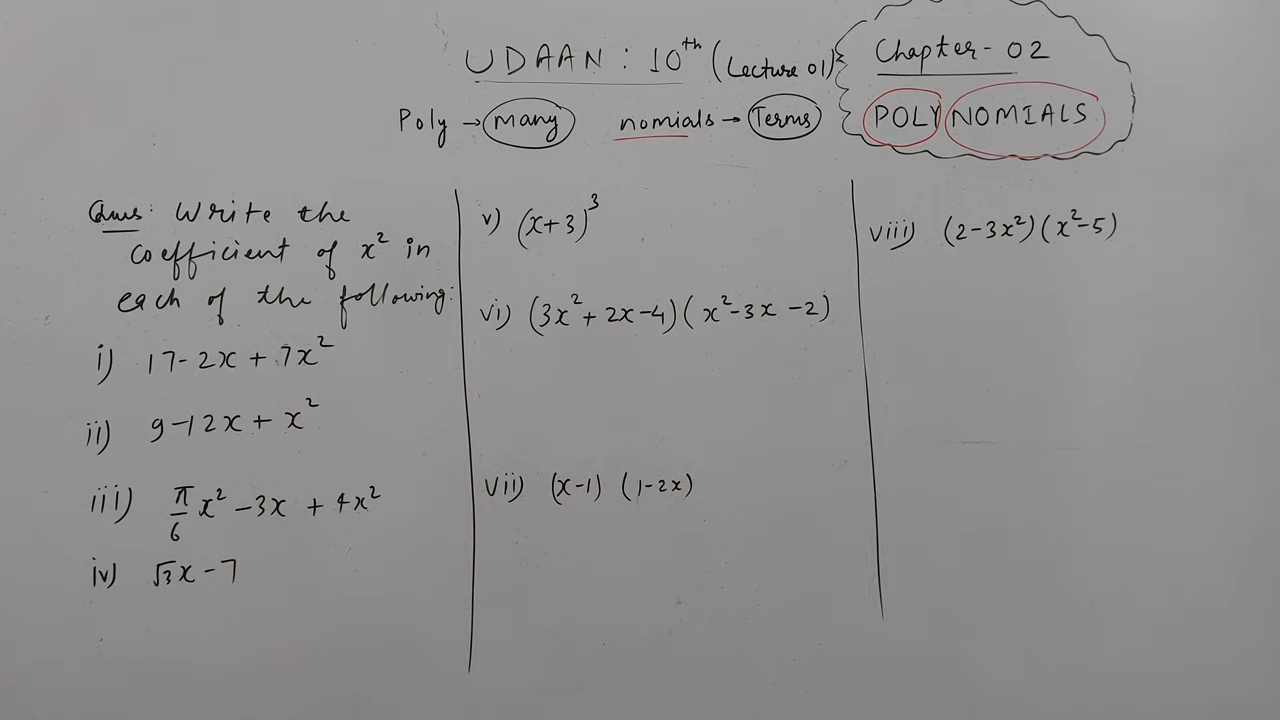 UDAAN : 10th (Lecture 01)
Chapter - 02
Poly → many nomials → Terms
POLYNOMIALS
Ques: Write the
coefficient of x² in
each of the following:
i) 17-2x + 7x²
ii) 9-12x + x²
iii) π/6 x² - 3x + 4x²
iv) √3x - 7
v) (x+3)³
vi) (3x² + 2x - 4)(x² - 3x - 2)
vii) (x-1) (1-2x)
viii) (2-3x²)(x²-5)